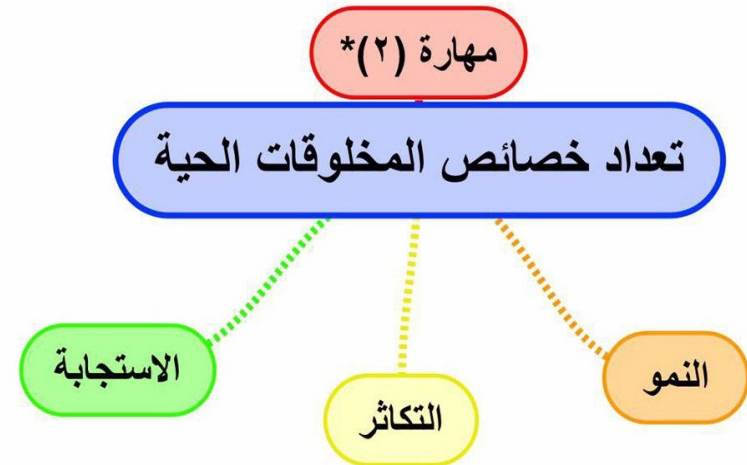 مهارة (٢)*
تعداد خصائص المخلوقات الحية
النمو
التكاثر
الاستجابة